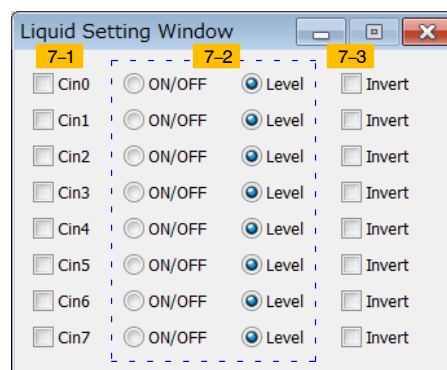 Liquid Setting Window
7–1 7–2 7–3
Cin0 ON/OFF Level Invert
Cin1 ON/OFF Level Invert
Cin2 ON/OFF Level Invert
Cin3 ON/OFF Level Invert
Cin4 ON/OFF Level Invert
Cin5 ON/OFF Level Invert
Cin6 ON/OFF Level Invert
Cin7 ON/OFF Level Invert